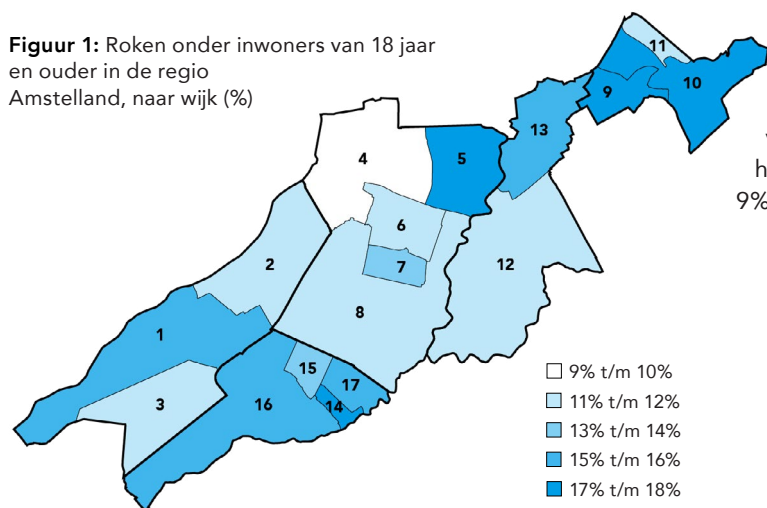 Figuur 1: Roken onder inwoners van 18 jaar
en ouder in de regio
Amstelland, naar wijk (%)
11
10
9
13
h
9%
4
5
6
2
7
12
8
1
15
17
3
16
14
9% t/m 10%
11% t/m 12%
13% t/m 14%
15% t/m 16%
17% t/m 18%